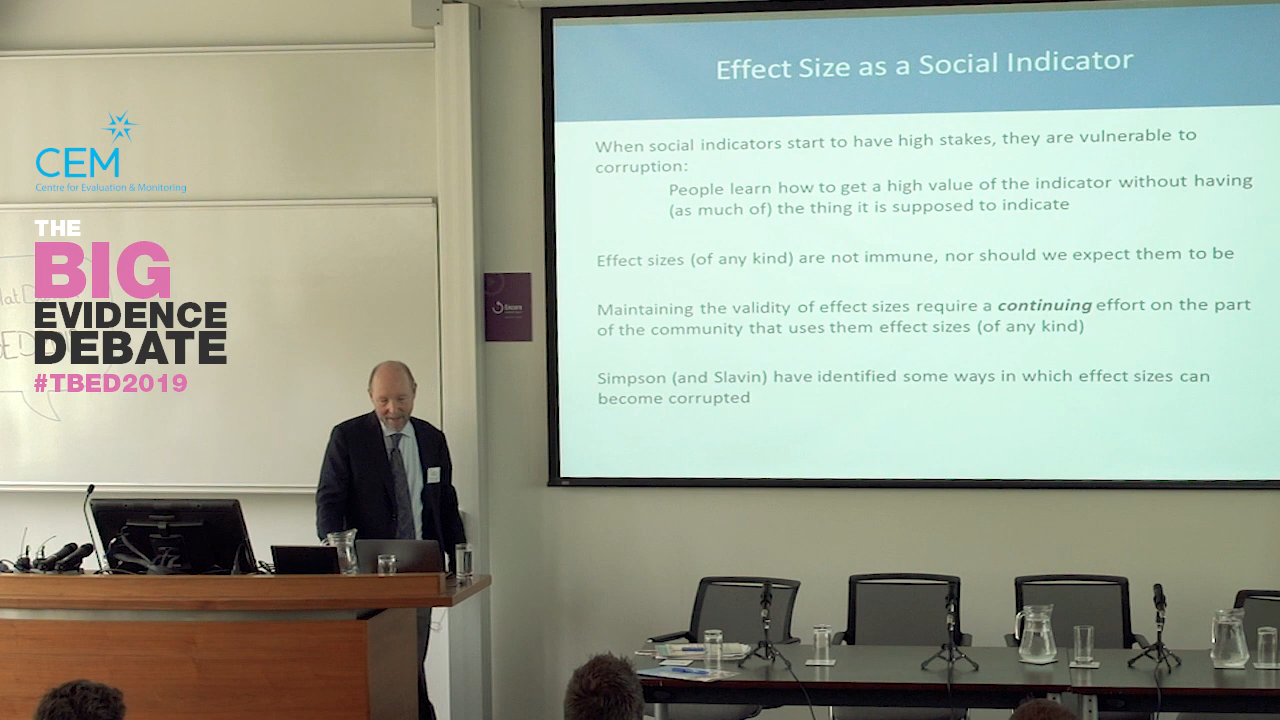 CEM
Centre for Evaluation & Monitoring
THE
BIG
EVIDENCE
DEBATE
#TBED2019
Effect Size as a Social Indicator
When social indicators start to have high stakes, they are vulnerable to
corruption:
People learn how to get a high value of the indicator without having
(as much of) the thing it is supposed to indicate
Effect sizes (of any kind) are not immune, nor should we expect them to be
Maintaining the validity of effect sizes require a continuing effort on the part
of the community that uses them effect sizes (of any kind)
Simpson (and Slavin) have identified some ways in which effect sizes can
become corrupted